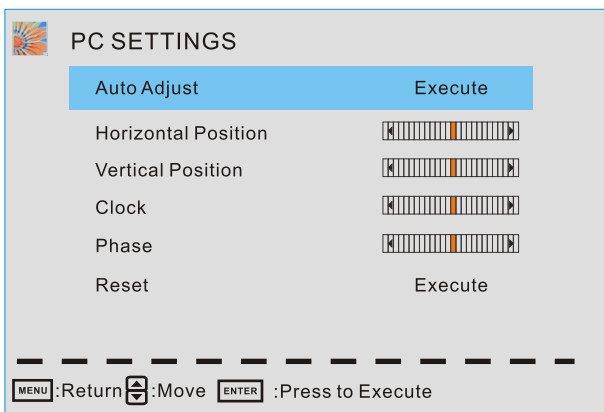 PC SETTINGS
Auto Adjust Execute
Horizontal Position
Vertical Position
Clock
Phase
Reset Execute
MENU :Return :Move ENTER :Press to Execute